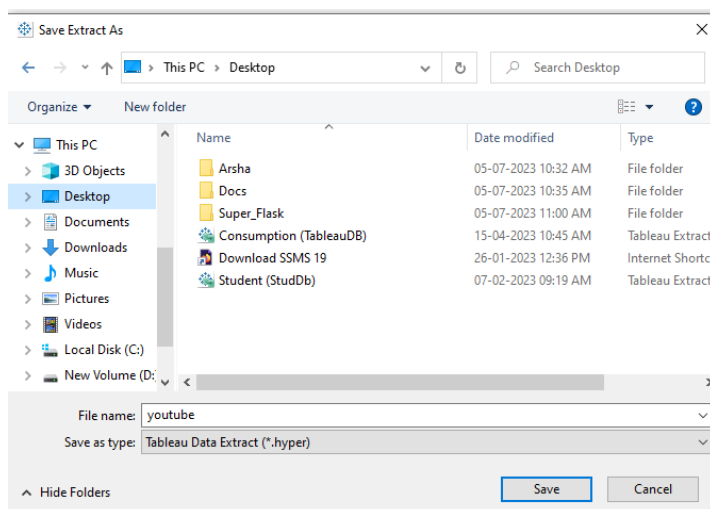 Save Extract As
This PC > Desktop
Search Desktop
Organize
New folder
Name
Date modified
Type
This PC
3D Objects
Desktop
Documents
Downloads
Music
Pictures
Videos
Local Disk (C:)
New Volume (D:
Arsha 05-07-2023 10:32 AM File folder
Docs 05-07-2023 10:35 AM File folder
Super_Flask 05-07-2023 11:00 AM File folder
Consumption (TableauDB) 15-04-2023 10:45 AM Tableau Extract
Download SSMS 19 26-01-2023 12:36 PM Internet Shortc
Student (StudDb) 07-02-2023 09:19 AM Tableau Extract
File name: youtube
Save as type: Tableau Data Extract (*.hyper)
Hide Folders
Save
Cancel